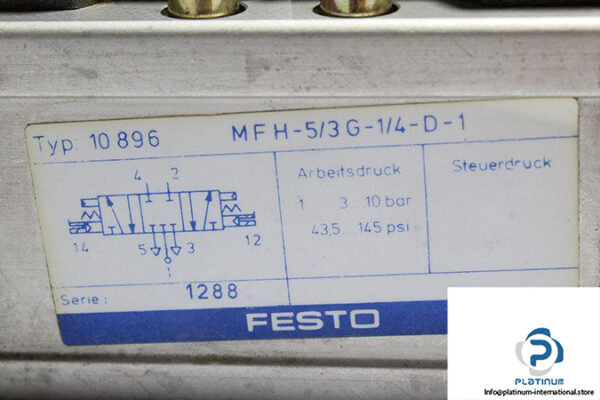 Typ: 10 896 MFH-5/3 G-1/4-D-1
4 2
14 5 3 12
1
Arbeitsdruck
1 3...10 bar
43,5...145 psi
Steuerdruck
Serie: 1288
FESTO
PLATINUM
Info@platinum-international.store